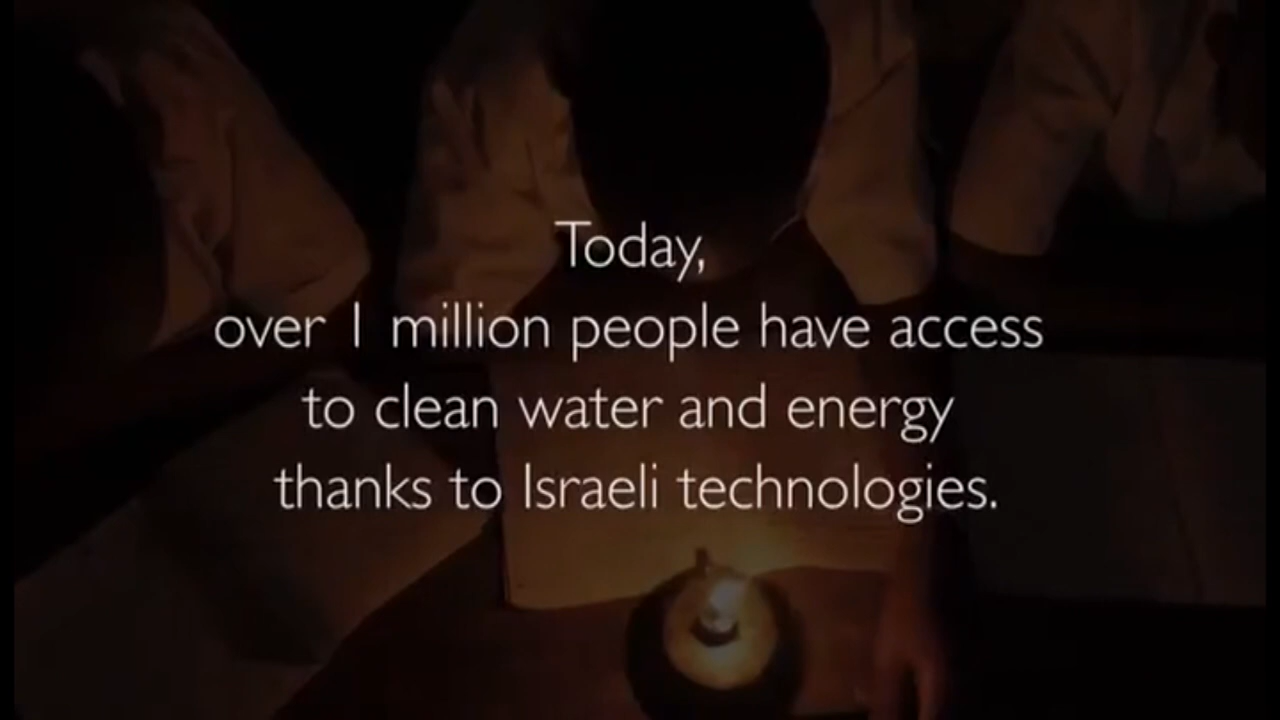 Today,
over 1 million people have access
to clean water and energy
thanks to Israeli technologies.